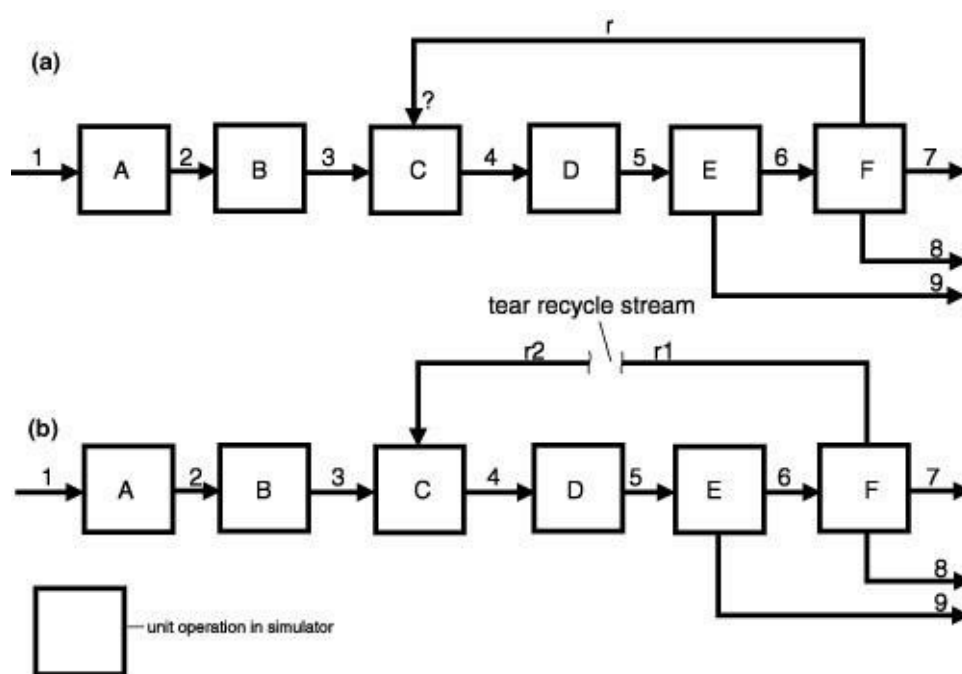 r
(a)
?
1 A 2 B 3 C 4 D 5 E 6 F 7
8
9
tear recycle stream
r2 r1
(b)
1 A 2 B 3 C 4 D 5 E 6 F 7
8
9
unit operation in simulator